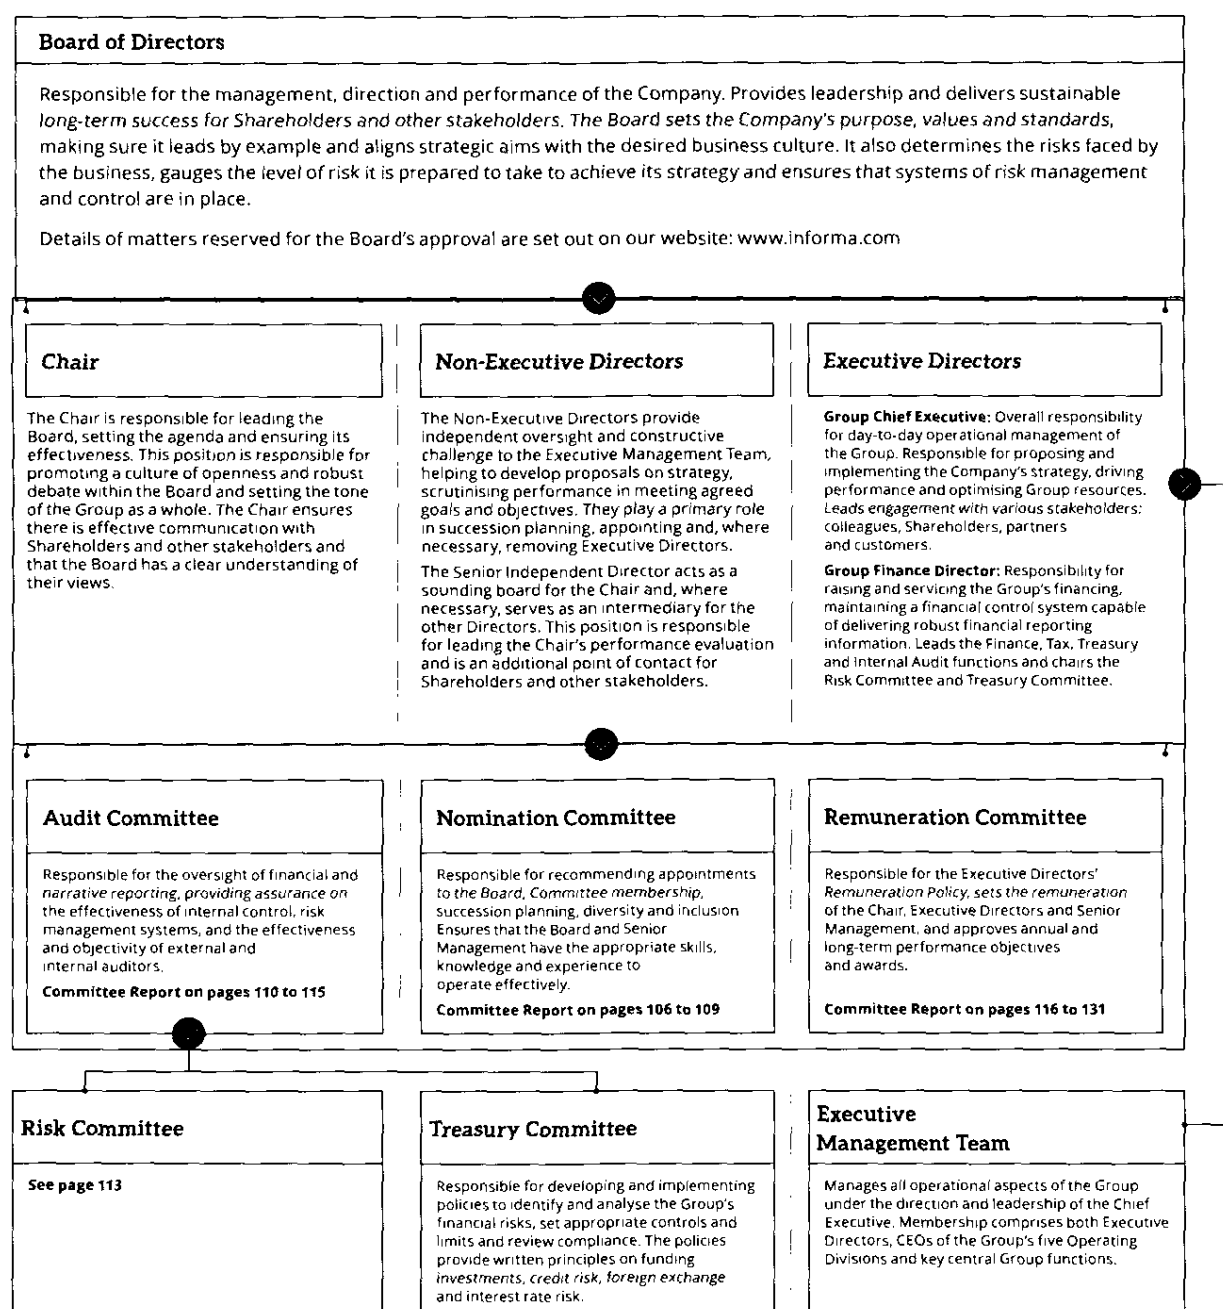 Board of Directors
Responsible for the management, direction and performance of the Company. Provides leadership and delivers sustainable
long-term success for Shareholders and other stakeholders. The Board sets the Company's purpose, values and standards,
making sure it leads by example and aligns strategic aims with the desired business culture. It also determines the risks faced by
the business, gauges the level of risk it is prepared to take to achieve its strategy and ensures that systems of risk management
and control are in place.
Details of matters reserved for the Board's approval are set out on our website: www.informa.com
Chair
The Chair is responsible for leading the
Board, setting the agenda and ensuring its
effectiveness. This position is responsible for
promoting a culture of openness and robust
debate within the Board and setting the tone
of the Group as a whole. The Chair ensures
there is effective communication with
Shareholders and other stakeholders and
that the Board has a clear understanding of
their views.
Non-Executive Directors
The Non-Executive Directors provide
independent oversight and constructive
challenge to the Executive Management Team,
helping to develop proposals on strategy,
scrutinising performance in meeting agreed
goals and objectives. They play a primary role
in succession planning, appointing and, where
necessary, removing Executive Directors.
The Senior Independent Director acts as a
sounding board for the Chair and, where
necessary, serves as an intermediary for the
other Directors. This position is responsible
for leading the Chair's performance evaluation
and is an additional point of contact for
Shareholders and other stakeholders.
Executive Directors
Group Chief Executive: Overall responsibility
for day-to-day operational management of
the Group. Responsible for proposing and
implementing the Company's strategy, driving
performance and optimising Group resources.
Leads engagement with various stakeholders:
colleagues, Shareholders, partners
and customers.
Group Finance Director: Responsibility for
raising and servicing the Group's financing,
maintaining a financial control system capable
of delivering robust financial reporting
information. Leads the Finance, Tax, Treasury
and Internal Audit functions and chairs the
Risk Committee and Treasury Committee.
Audit Committee
Responsible for the oversight of financial and
narrative reporting, providing assurance on
the effectiveness of internal control, risk
management systems, and the effectiveness
and objectivity of external and
internal auditors.
Committee Report on pages 110 to 115
Nomination Committee
Responsible for recommending appointments
to the Board, Committee membership,
succession planning, diversity and inclusion
Ensures that the Board and Senior
Management have the appropriate skills,
knowledge and experience to
operate effectively.
Committee Report on pages 106 to 109
Remuneration Committee
Responsible for the Executive Directors'
Remuneration Policy, sets the remuneration
of the Chair, Executive Directors and Senior
Management, and approves annual and
long-term performance objectives
and awards.
Committee Report on pages 116 to 131
Risk Committee
See page 113
Treasury Committee
Responsible for developing and implementing
policies to identify and analyse the Group's
financial risks, set appropriate controls and
limits and review compliance. The policies
provide written principles on funding
investments, credit risk, foreign exchange
and interest rate risk.
Executive
Management Team
Manages all operational aspects of the Group
under the direction and leadership of the Chief
Executive. Membership comprises both Executive
Directors, CEOs of the Group's five Operating
Divisions and key central Group functions.